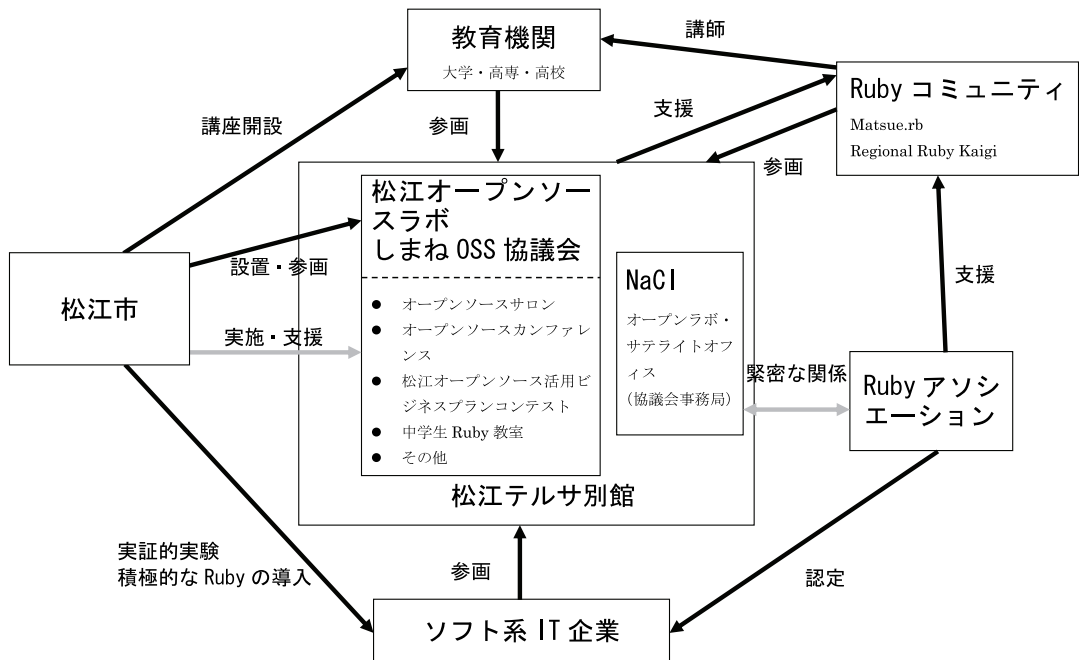 教育機関
大学・高専・高校
講師
Ruby コミュニティ
Matsue.rb
Regional Ruby Kaigi
講座開設
参画
支援
参画
松江オープンソー
スラボ
しまね OSS 協議会
設置・参画
松江市
実施・支援
● オープンソースサロン
● オープンソースカンファレ
ンス
● 松江オープンソース活用ビ
ジネスプランコンテスト
● 中学生 Ruby 教室
● その他
NaCl
オープンラボ・
サテライトオフ
ィス
(協議会事務局)
支援
緊密な関係
Ruby アソシ
エーション
松江テルサ別館
実証的実験
積極的な Ruby の導入
参画
認定
ソフト系 IT 企業